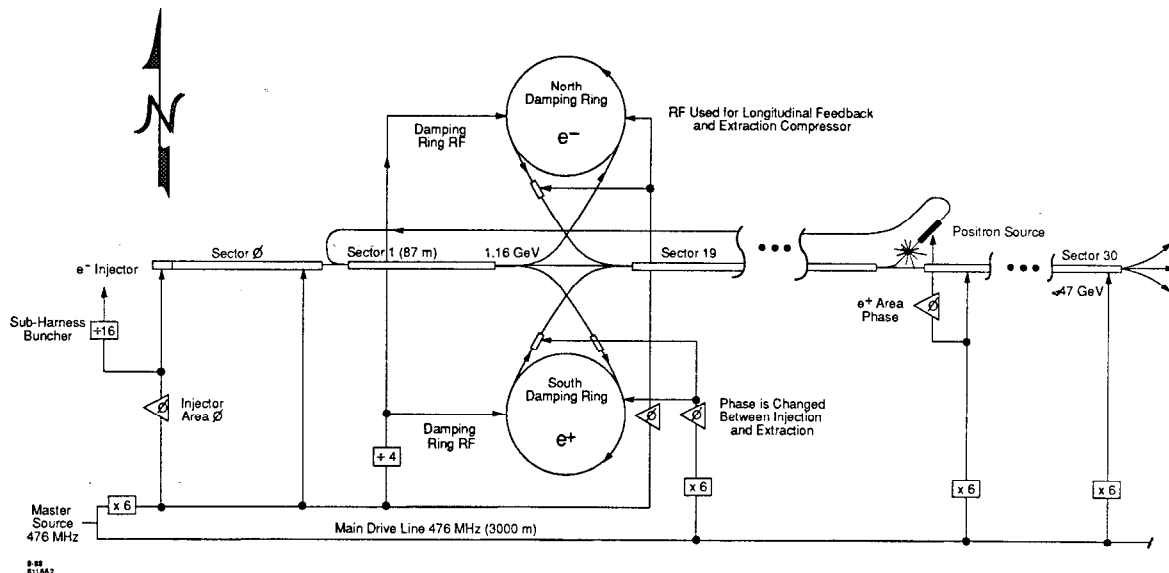 N
North
Damping Ring
e⁻
RF Used for Longitudinal Feedback
and Extraction Compressor
Damping
Ring RF
Positron Source
Sector Ø
Sector 1 (87 m)
1.16 GeV
Sector 19
Sector 30
e⁻ Injector
47 GeV
e⁺ Area
Phase
Ø
Sub-Harness
Buncher
÷16
Ø
Injector
Area Ø
South
Damping Ring
e⁺
Ø
Ø
Phase is Changed
Between Injection
and Extraction
Damping
Ring RF
÷ 4
x 6
x 6
x 6
x 6
Master
Source
476 MHz
Main Drive Line 476 MHz (3000 m)